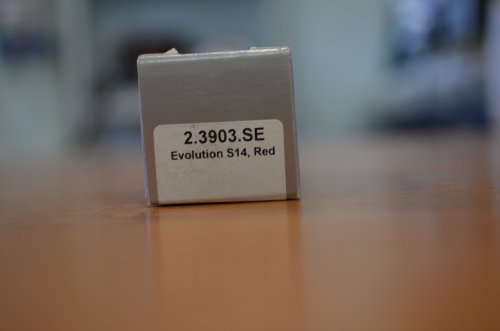 2.3903.SE
Evolution S14, Red